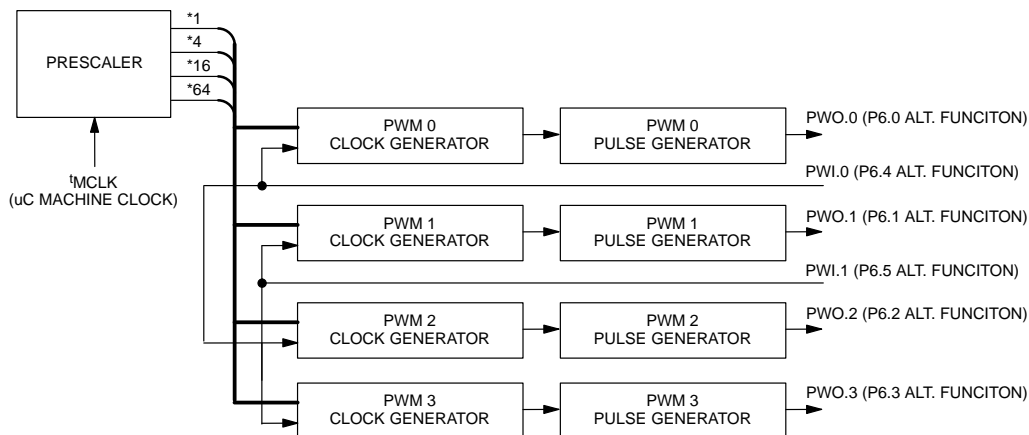 *1
*4
*16
*64
PRESCALER
tMCLK
(uC MACHINE CLOCK)
PWM 0
CLOCK GENERATOR
PWM 0
PULSE GENERATOR
PWO.0 (P6.0 ALT. FUNCITON)
PWI.0 (P6.4 ALT. FUNCITON)
PWM 1
CLOCK GENERATOR
PWM 1
PULSE GENERATOR
PWO.1 (P6.1 ALT. FUNCITON)
PWI.1 (P6.5 ALT. FUNCITON)
PWM 2
CLOCK GENERATOR
PWM 2
PULSE GENERATOR
PWO.2 (P6.2 ALT. FUNCITON)
PWM 3
CLOCK GENERATOR
PWM 3
PULSE GENERATOR
PWO.3 (P6.3 ALT. FUNCITON)